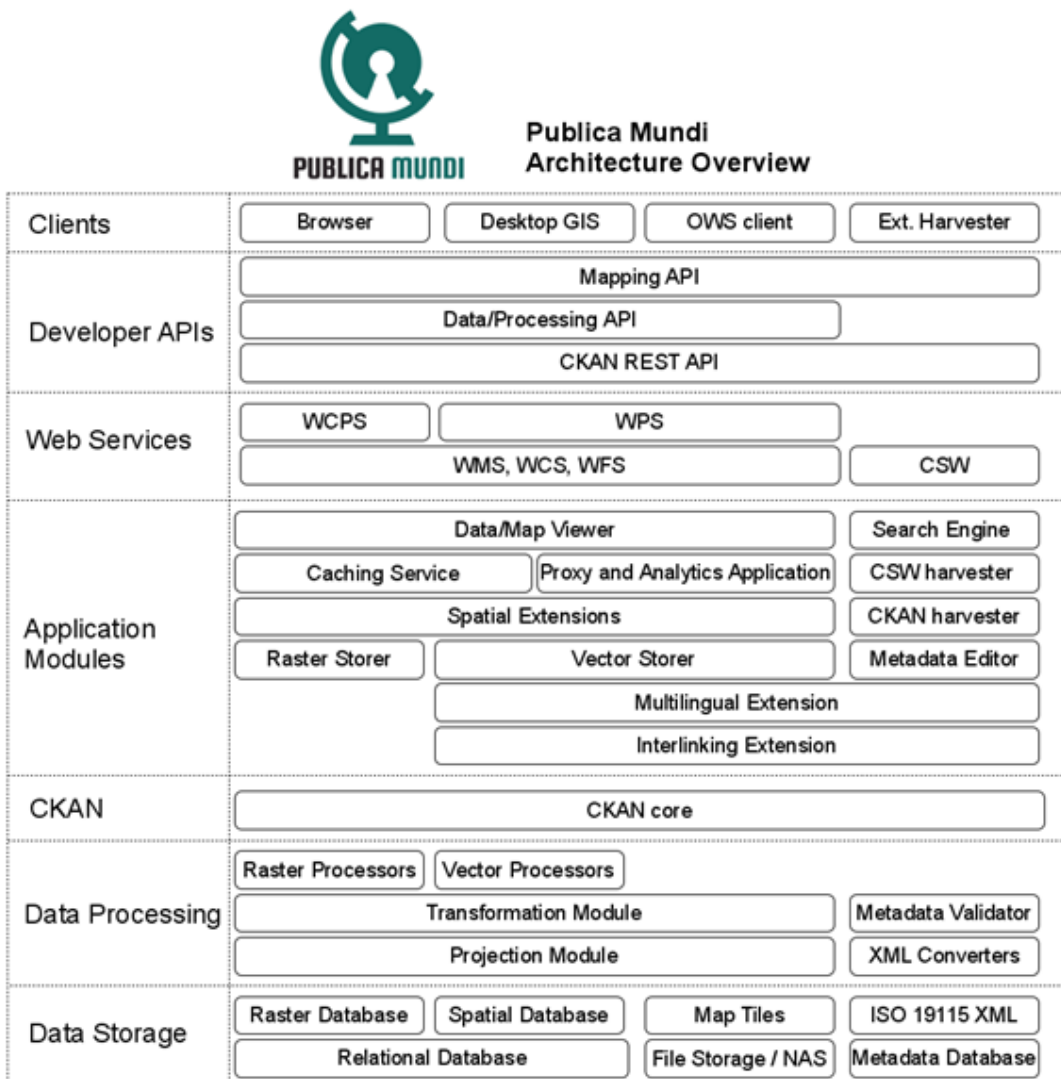 PUBLICA MUNDI
Publica Mundi
Architecture Overview
Clients
Browser
Desktop GIS
OWS client
Ext. Harvester
Developer APIs
Mapping API
Data/Processing API
CKAN REST API
Web Services
WCPS
WPS
WMS, WCS, WFS
CSW
Application
Modules
Data/Map Viewer
Search Engine
Caching Service
Proxy and Analytics Application
CSW harvester
Spatial Extensions
CKAN harvester
Raster Storer
Vector Storer
Metadata Editor
Multilingual Extension
Interlinking Extension
CKAN
CKAN core
Data Processing
Raster Processors
Vector Processors
Transformation Module
Metadata Validator
Projection Module
XML Converters
Data Storage
Raster Database
Spatial Database
Map Tiles
ISO 19115 XML
Relational Database
File Storage / NAS
Metadata Database